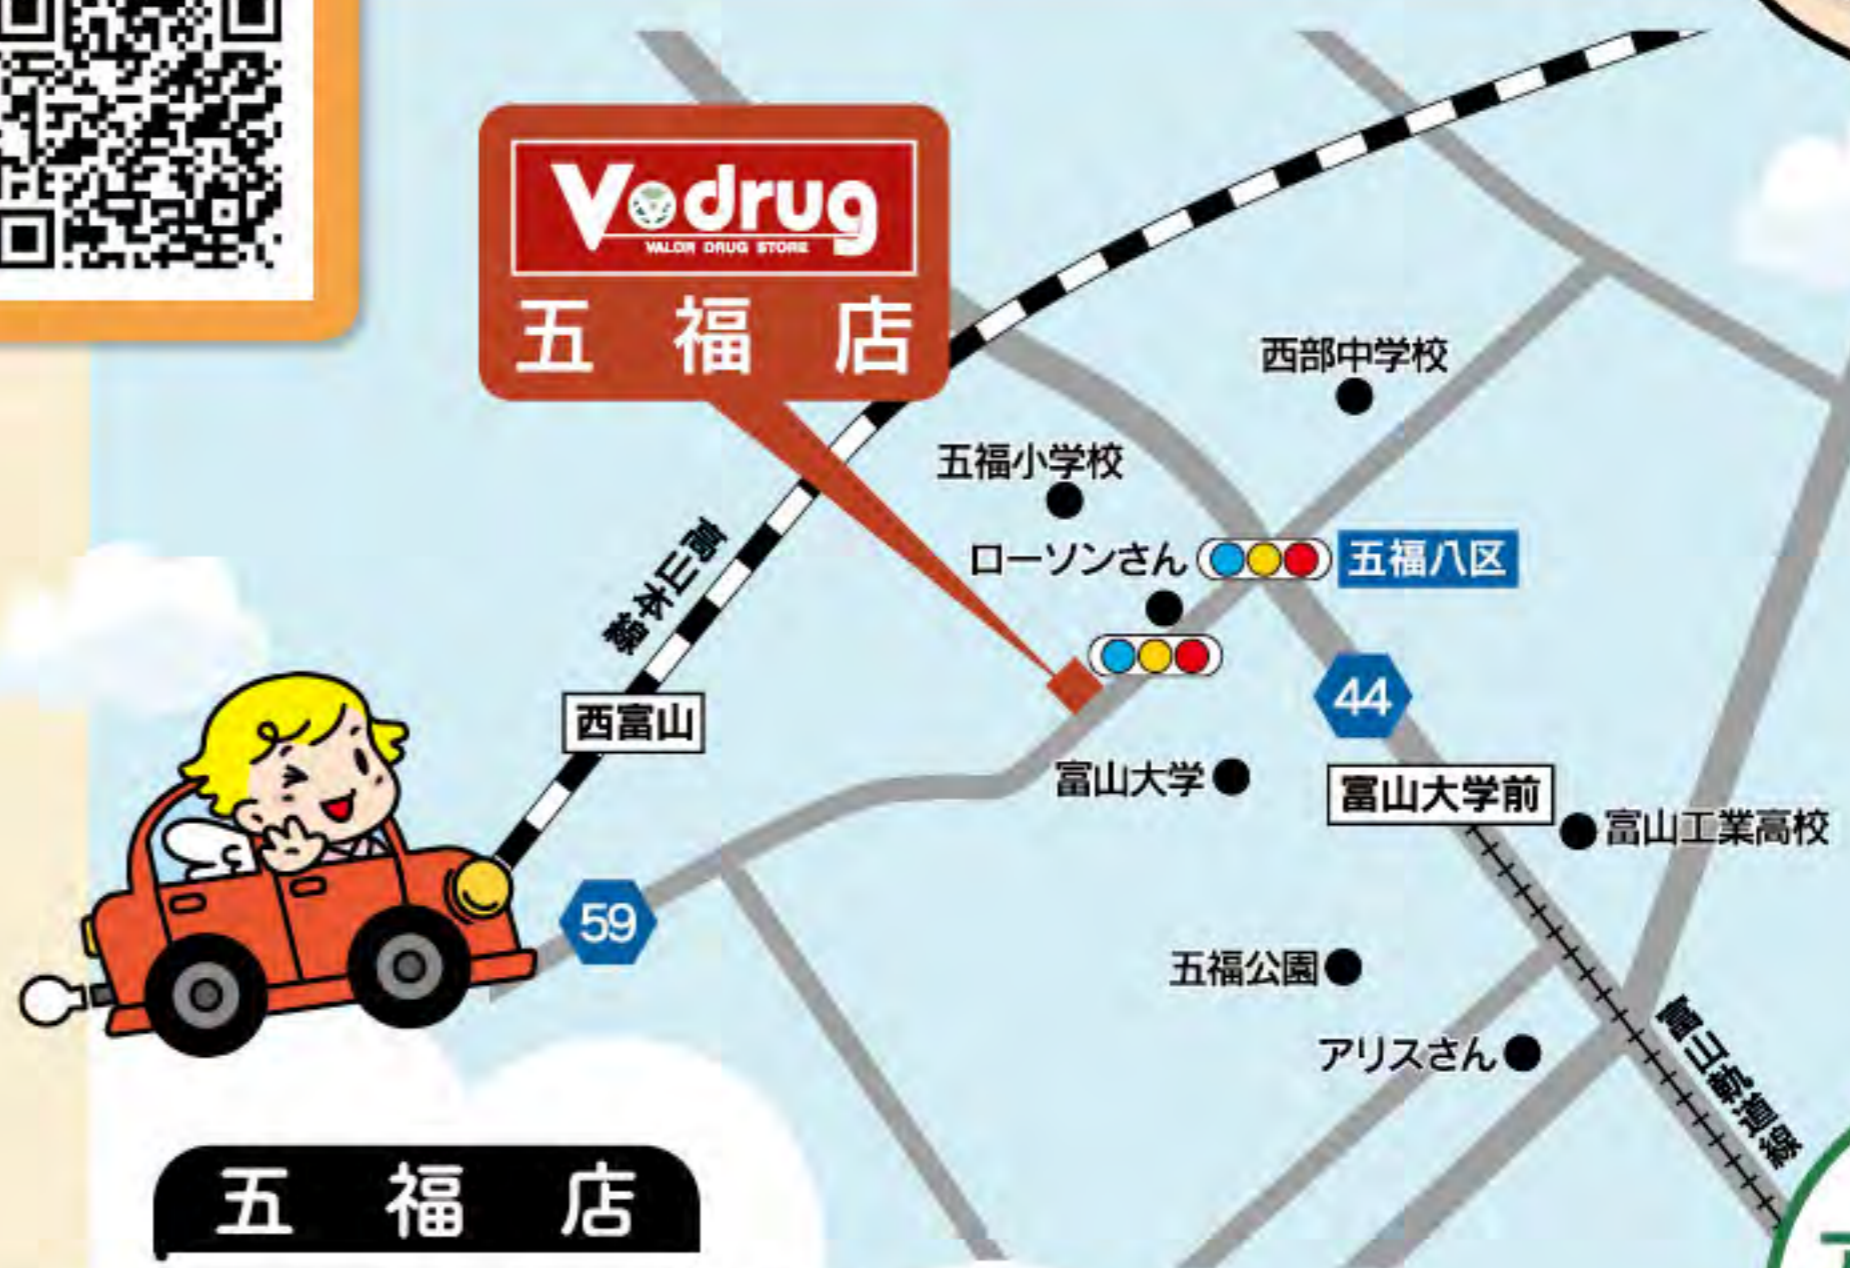 Vdrug
VALOR DRUG STORE
五福店
西部中学校
五福小学校
ローソンさん
五福八区
高山本線
44
西富山
富山大学
富山大学前
富山工業高校
59
五福公園
アリスさん
富山軌道線
五福店